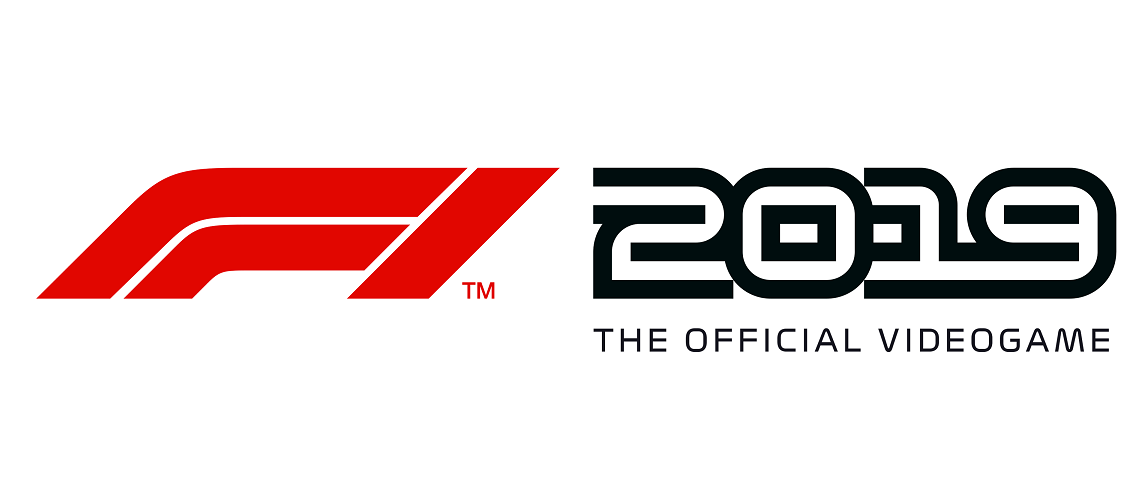 F1™ 2019
THE OFFICIAL VIDEOGAME